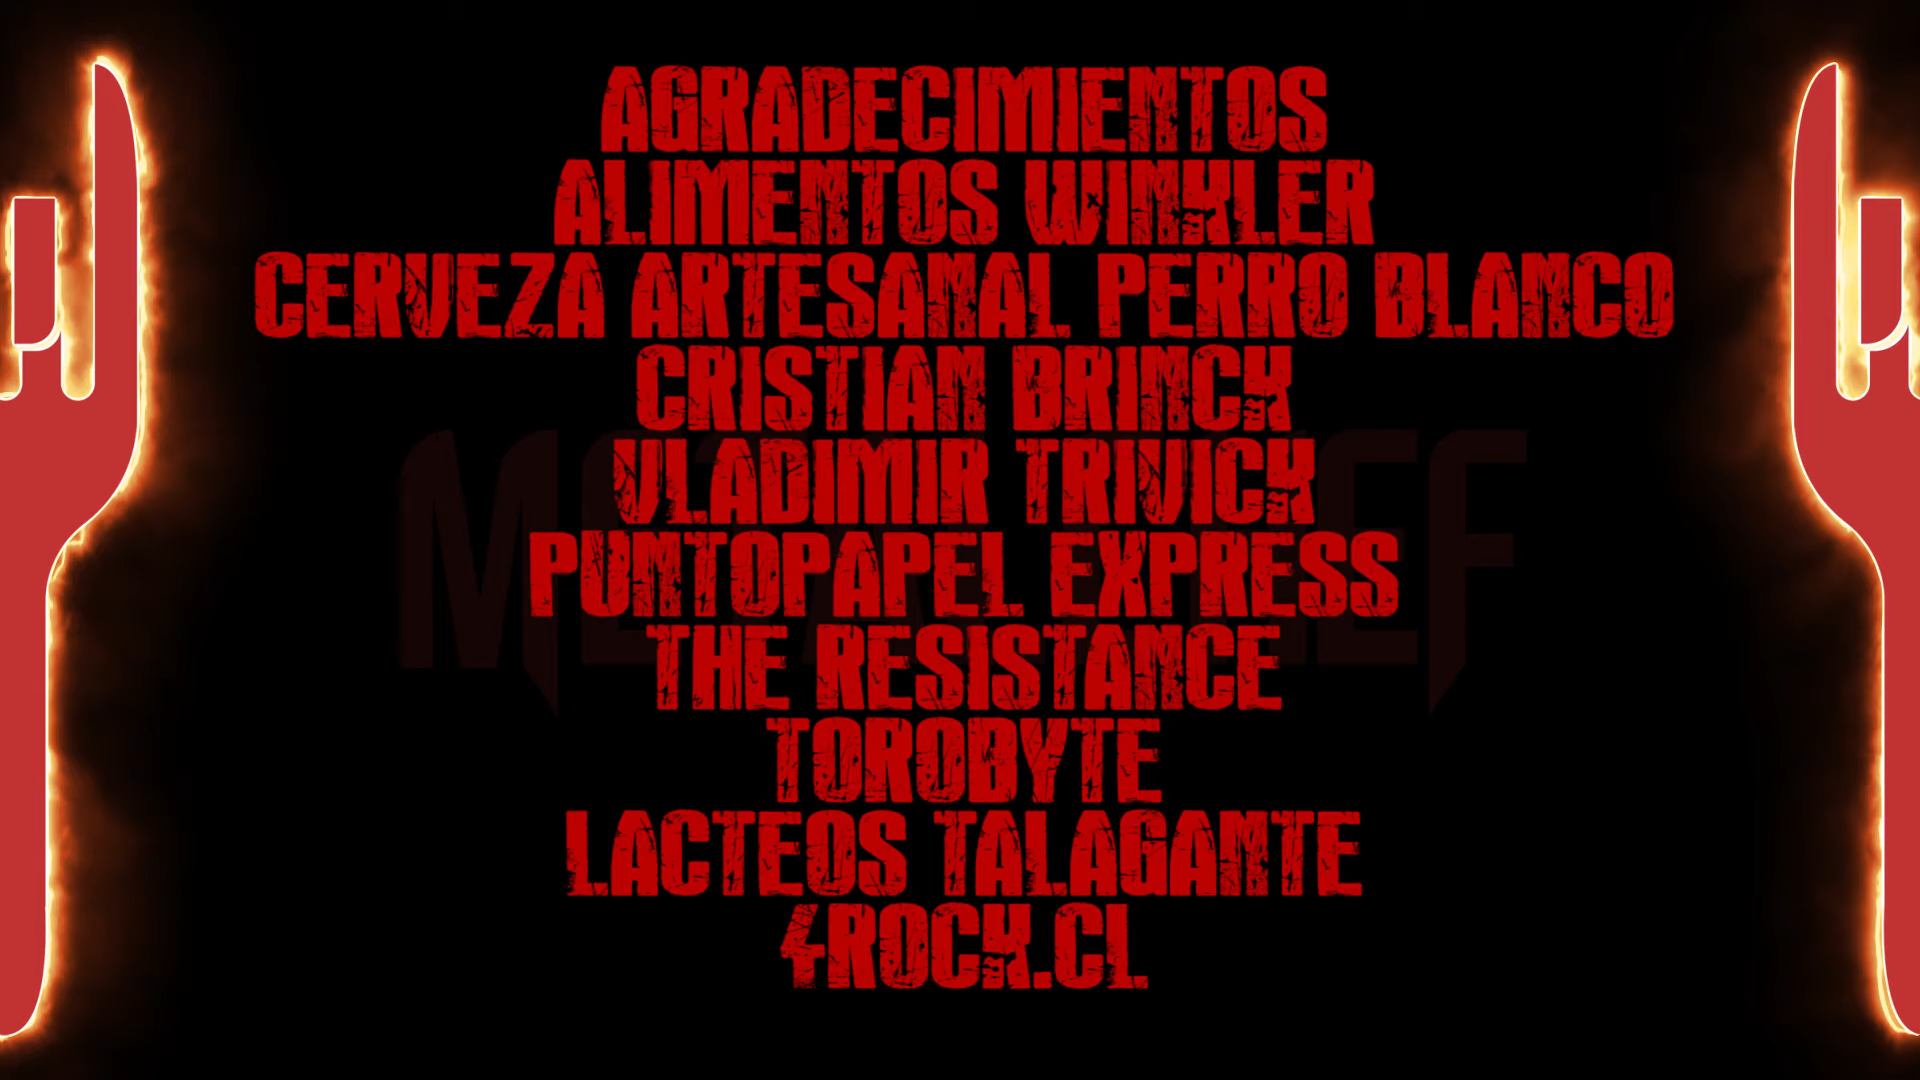 AGRADECIMIENTOS
ALIMENTOS WINKLER
CERVEZA ARTESANAL PERRO BLANCO
CRISTIAN BRINCK
VLADIMIR TRIVICK
PUNTOPAPEL EXPRESS
THE RESISTANCE
TOROBYTE
LACTEOS TALAGANTE
4ROCK.CL